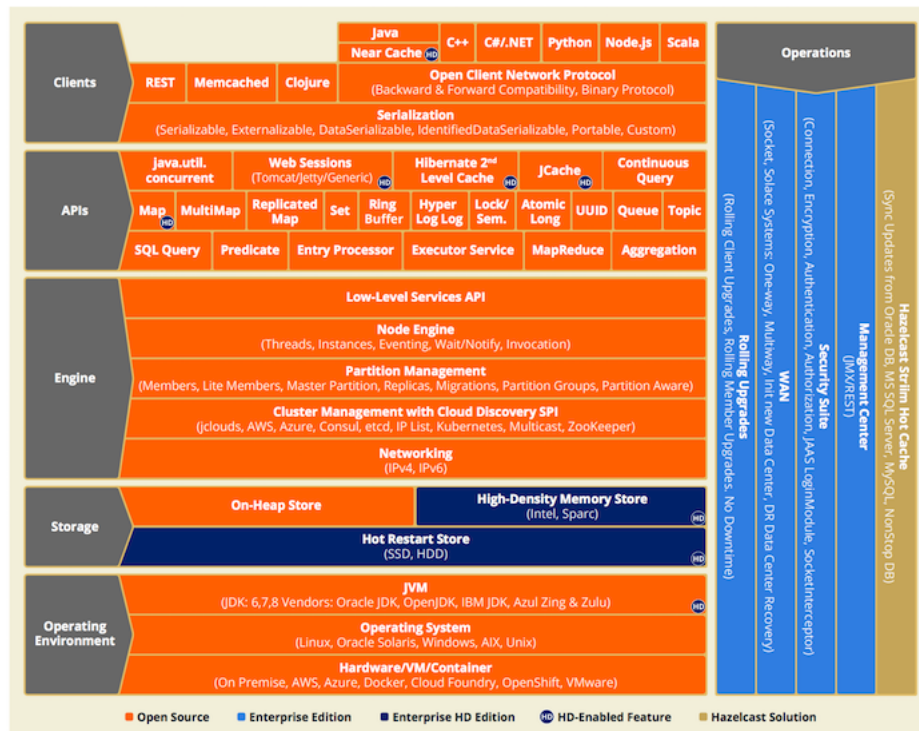 Clients
Java
Near Cache HD
C++
C#/.NET
Python
Node.js
Scala
REST
Memcached
Clojure
Open Client Network Protocol
(Backward & Forward Compatibility, Binary Protocol)
Serialization
(Serializable, Externalizable, DataSerializable, IdentifiedDataSerializable, Portable, Custom)
APIs
java.util.
concurrent
Web Sessions
(Tomcat/Jetty/Generic) HD
Hibernate 2nd
Level Cache HD
JCache HD
Continuous
Query
Map HD
MultiMap
Replicated
Map
Set
Ring
Buffer
Hyper
Log Log
Lock/
Sem.
Atomic
Long
UUID
Queue
Topic
SQL Query
Predicate
Entry Processor
Executor Service
MapReduce
Aggregation
Engine
Low-Level Services API
Node Engine
(Threads, Instances, Eventing, Wait/Notify, Invocation)
Partition Management
(Members, Lite Members, Master Partition, Replicas, Migrations, Partition Groups, Partition Aware)
Cluster Management with Cloud Discovery SPI
(jclouds, AWS, Azure, Consul, etcd, IP List, Kubernetes, Multicast, ZooKeeper)
Networking
(IPv4, IPv6)
Storage
On-Heap Store
High-Density Memory Store
(Intel, Sparc)
HD
Hot Restart Store
(SSD, HDD)
HD
Operating
Environment
JVM
(JDK: 6,7,8 Vendors: Oracle JDK, OpenJDK, IBM JDK, Azul Zing & Zulu)
HD
Operating System
(Linux, Oracle Solaris, Windows, AIX, Unix)
Hardware/VM/Container
(On Premise, AWS, Azure, Docker, Cloud Foundry, OpenShift, VMware)
Operations
Rolling Upgrades
(Rolling Client Upgrades, Rolling Member Upgrades. No Downtime)
WAN
(Socket, Solace Systems: One-way, Multiway, Init new Data Center, DR Data Center Recovery)
Security Suite
(Connection, Encryption, Authentication, Authorization, JAAS LoginModule, SocketInterceptor)
Management Center
(JMX/REST)
Hazelcast Striim Hot Cache
(Sync Updates from Oracle DB, MS SQL Server, MySQL, NonStop DB)
Open Source
Enterprise Edition
Enterprise HD Edition
HD HD-Enabled Feature
Hazelcast Solution